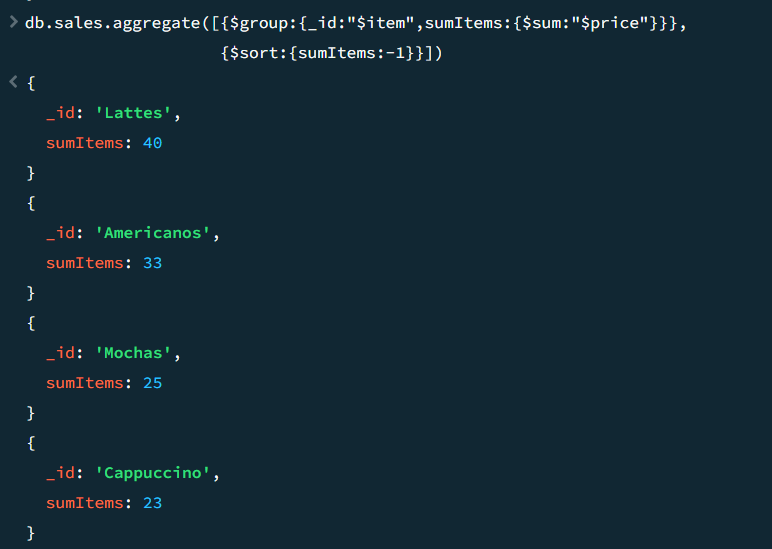 > db.sales.aggregate([{$group:{_id:"$item",sumItems:{$sum:"$price"}}},
{$sort:{sumItems:-1}}])
< {
_id: 'Lattes',
sumItems: 40
}
{
_id: 'Americanos',
sumItems: 33
}
{
_id: 'Mochas',
sumItems: 25
}
{
_id: 'Cappuccino',
sumItems: 23
}